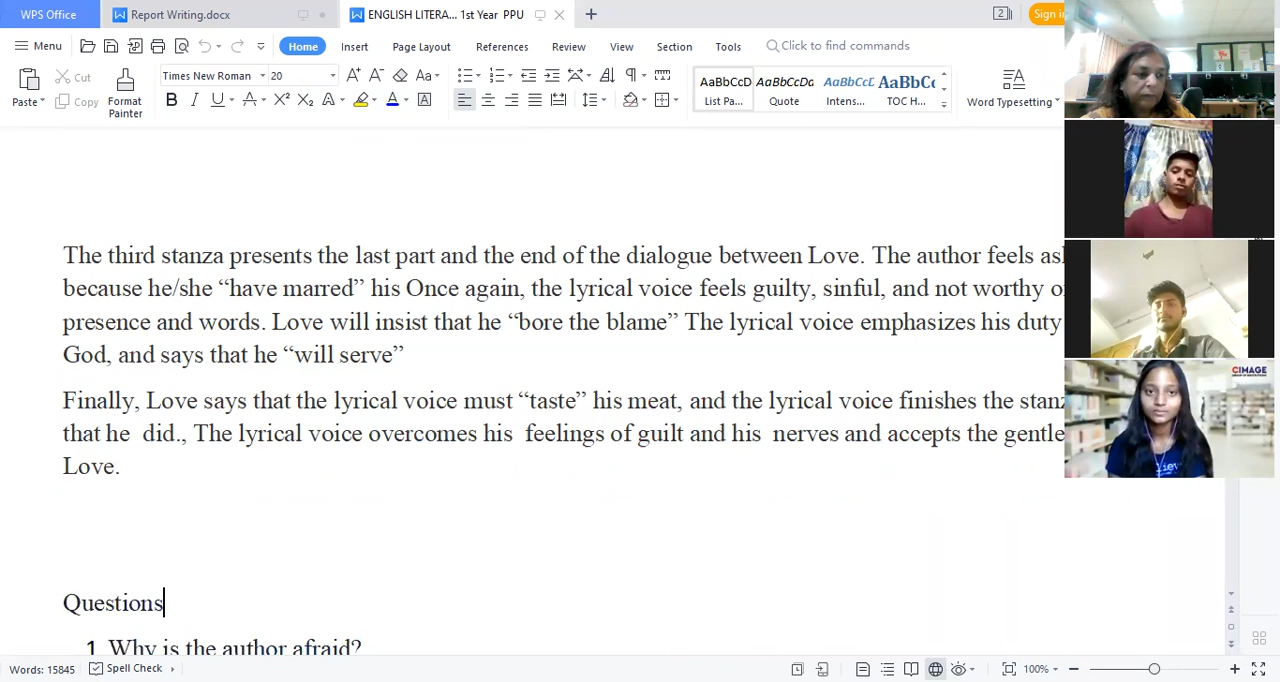 WPS Office
Report Writing.docx
ENGLISH LITERA... 1st Year PPU
2
Sign in
Menu
Home
Insert
Page Layout
References
Review
View
Section
Tools
Click to find commands
Paste
Cut
Copy
Format
Painter
Times New Roman
20
AaBbCcD
List Pa...
AaBbCcDd
Quote
AaBbCcD
Intens...
AaBbCc
TOC H...
Word Typesetting
The third stanza presents the last part and the end of the dialogue between Love. The author feels as
because he/she “have marred” his Once again, the lyrical voice feels guilty, sinful, and not worthy o
presence and words. Love will insist that he “bore the blame” The lyrical voice emphasizes his duty
God, and says that he “will serve”
Finally, Love says that the lyrical voice must “taste” his meat, and the lyrical voice finishes the stanz
that he did., The lyrical voice overcomes his feelings of guilt and his nerves and accepts the gentle
Love.
Questions
1. Why is the author afraid?
CIMAGE
Words: 15845
Spell Check
100%